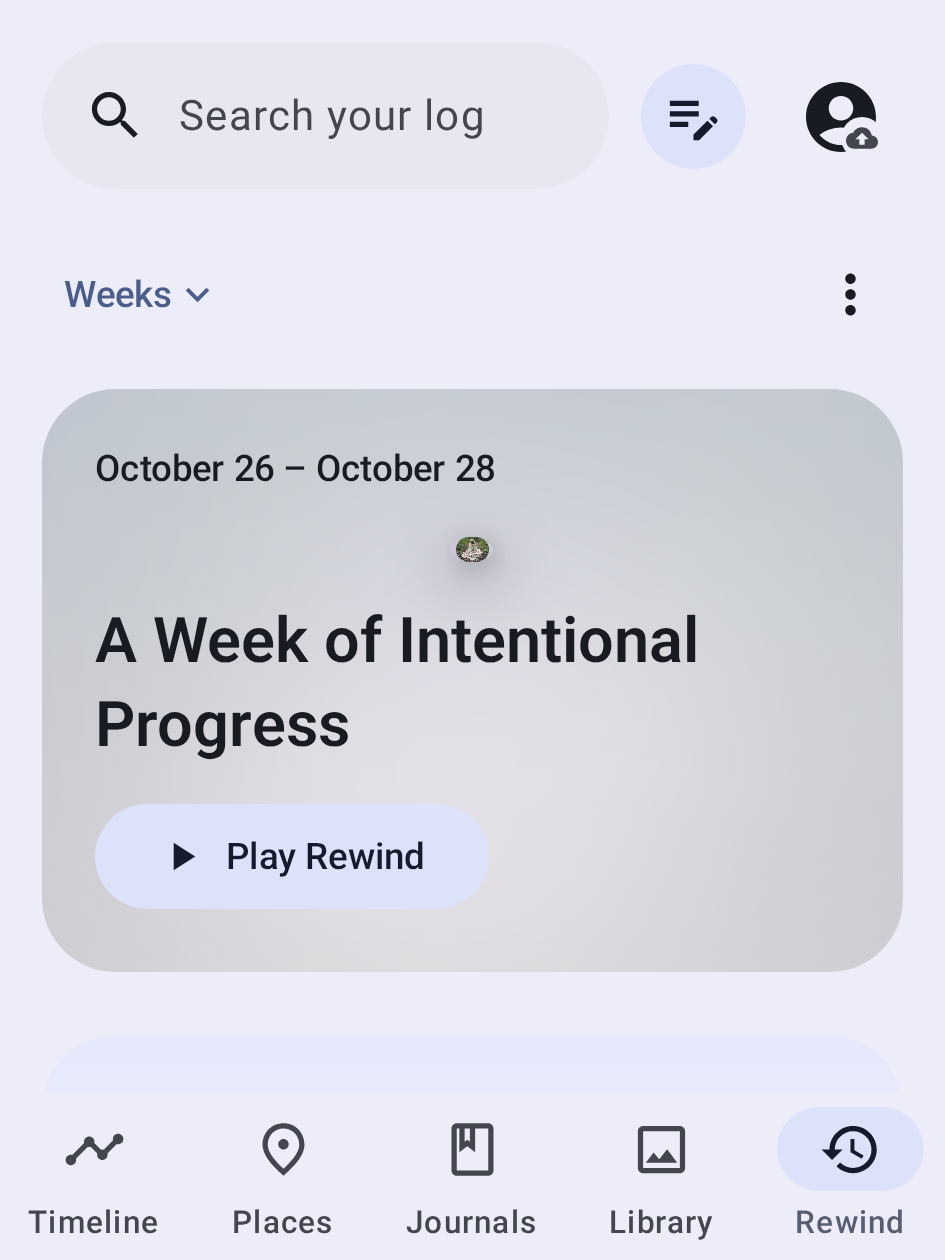 Search your log
Weeks
October 26 – October 28
A Week of Intentional
Progress
Play Rewind
Timeline
Places
Journals
Library
Rewind